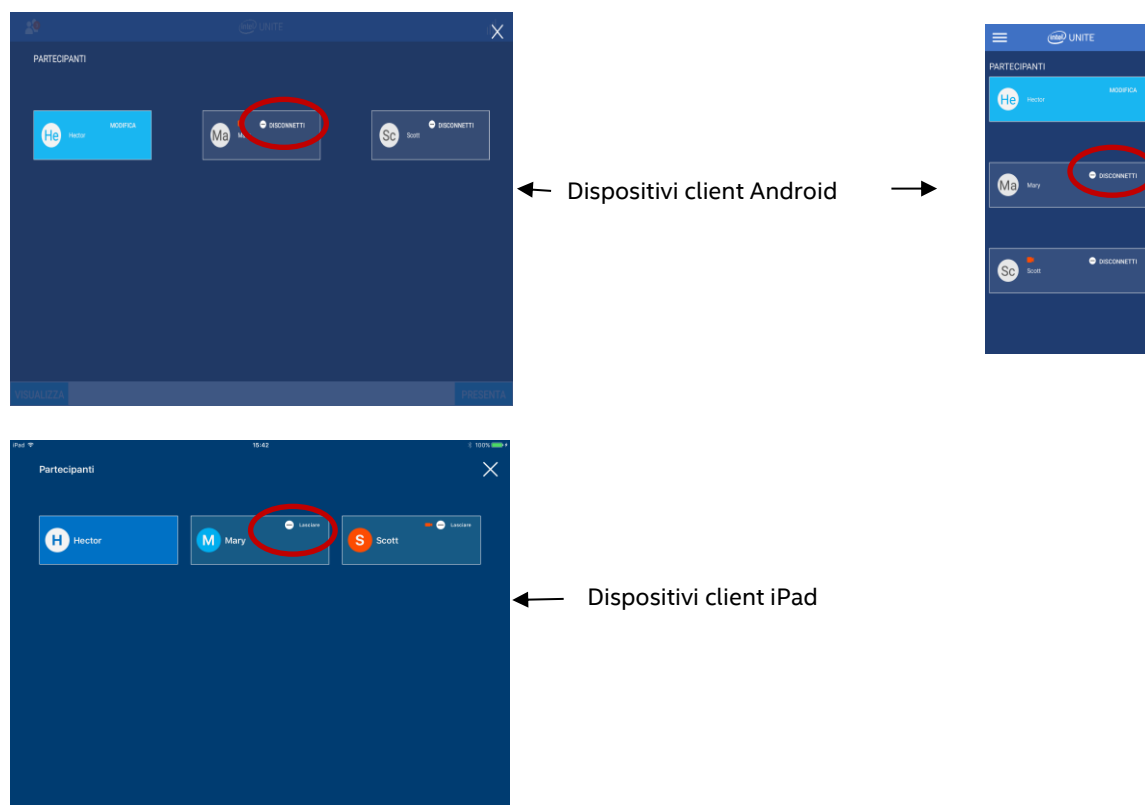 intel UNITE
PARTECIPANTI
He Hector MODIFICA
Ma DISCONNETTI
Sc Scott DISCONNETTI
VISUALIZZA PRESENTA
Dispositivi client Android
intel UNITE
PARTECIPANTI
He Hector MODIFICA
Ma Mary DISCONNETTI
Sc Scott DISCONNETTI
iPad 15:42 100%
Partecipanti
H Hector
M Mary Lasciare
S Scott Lasciare
Dispositivi client iPad